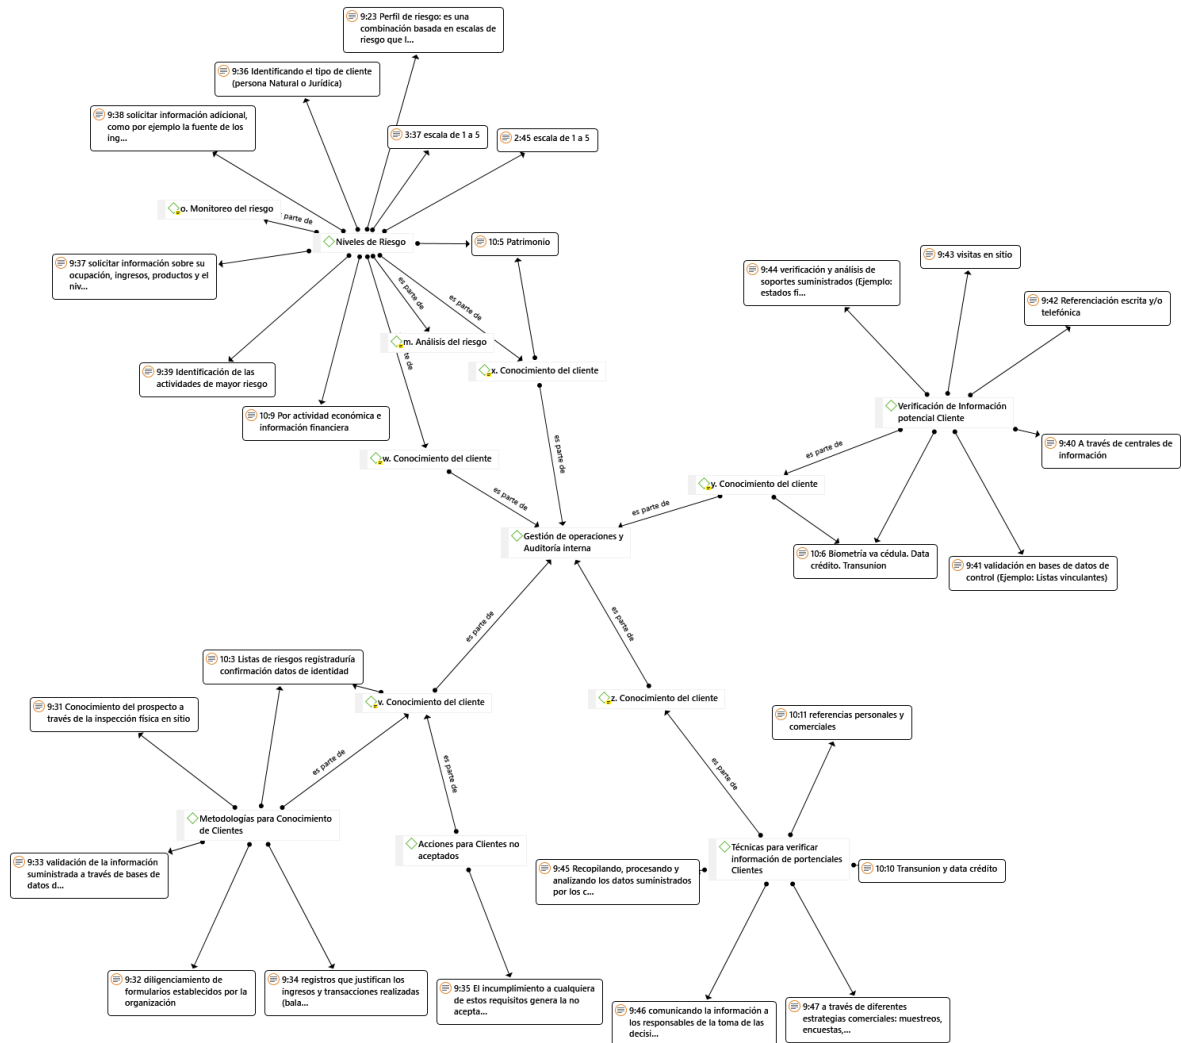 9:23 Perfil de riesgo: es una
combinación basada en escalas de
riesgo que l...
9:36 Identificando el tipo de cliente
(persona Natural o Jurídica)
9:38 solicitar información adicional,
como por ejemplo la fuente de los
ing...
3:37 escala de 1 a 5
2:45 escala de 1 a 5
o. Monitoreo del riesgo
parte de
Niveles de Riesgo
10:5 Patrimonio
9:37 solicitar información sobre su
ocupación, ingresos, productos y el
niv...
es parte de
es parte de
m. Análisis del riesgo
te de
x. Conocimiento del cliente
9:39 Identificación de las
actividades de mayor riesgo
10:9 Por actividad económica e
información financiera
w. Conocimiento del cliente
es parte de
es parte de
9:43 visitas en sitio
9:44 verificación y análisis de
soportes suministrados (Ejemplo:
estados fi...
9:42 Referenciación escrita y/o
telefónica
Verificación de Información
potencial Cliente
9:40 A través de centrales de
información
es parte de
y. Conocimiento del cliente
es parte de
Gestión de operaciones y
Auditoría interna
10:6 Biometría va cédula. Data
crédito. Transunion
9:41 validación en bases de datos de
control (Ejemplo: Listas vinculantes)
es parte de
es parte de
10:3 Listas de riesgos registraduría
confirmación datos de identidad
9:31 Conocimiento del prospecto a
través de la inspección física en sitio
v. Conocimiento del cliente
z. Conocimiento del cliente
10:11 referencias personales y
comerciales
es parte de
es parte de
es parte de
Metodologías para Conocimiento
de Clientes
Acciones para Clientes no
aceptados
Técnicas para verificar
información de portenciales
Clientes
9:33 validación de la información
suministrada a través de bases de
datos d...
9:45 Recopilando, procesando y
analizando los datos suministrados
por los c...
10:10 Transunion y data crédito
9:32 diligenciamiento de
formularios establecidos por la
organización
9:34 registros que justifican los
ingresos y transacciones realizadas
(bala...
9:35 El incumplimiento a cualquiera
de estos requisitos genera la no
acepta...
9:46 comunicando la información a
los responsables de la toma de las
decisi...
9:47 a través de diferentes
estrategias comerciales: muestreos,
encuestas,...